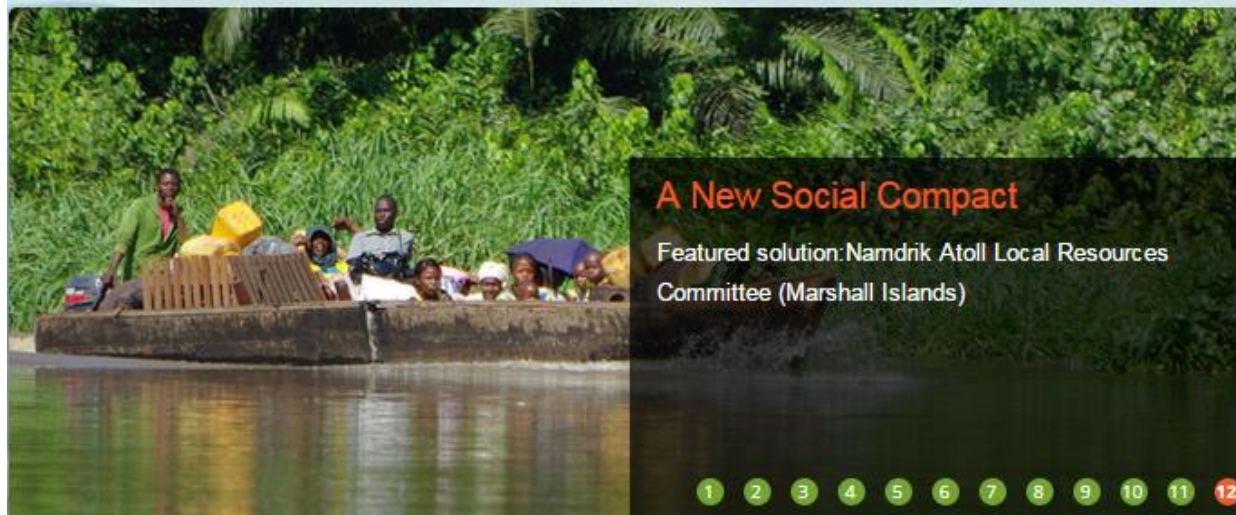 A New Social Compact
Featured solution:Namdrik Atoll Local Resources
Committee (Marshall Islands)
1 2 3 4 5 6 7 8 9 10 11 12